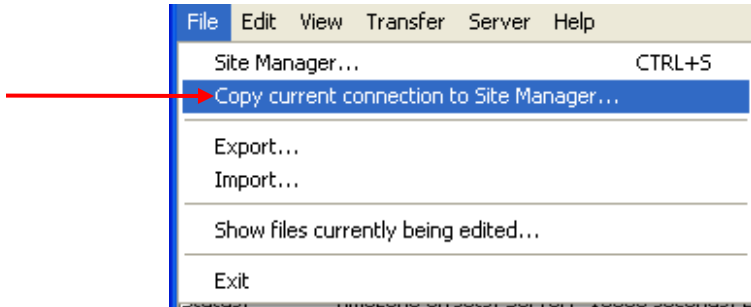 File Edit View Transfer Server Help
Site Manager... CTRL+S
Copy current connection to Site Manager...
Export...
Import...
Show files currently being edited...
Exit